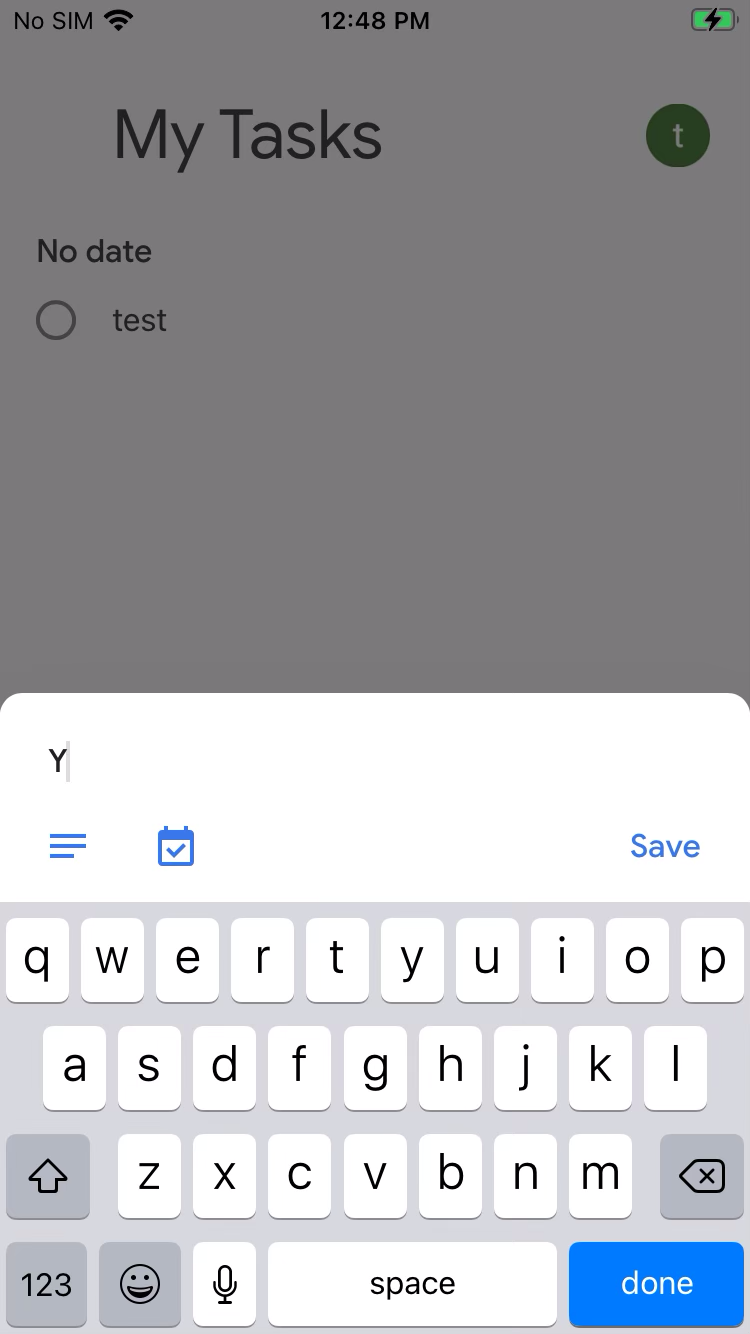 No SIM 12:48 PM
My Tasks t
No date
test
Y
Save
q w e r t y u i o p
a s d f g h j k l
z x c v b n m
123 space done